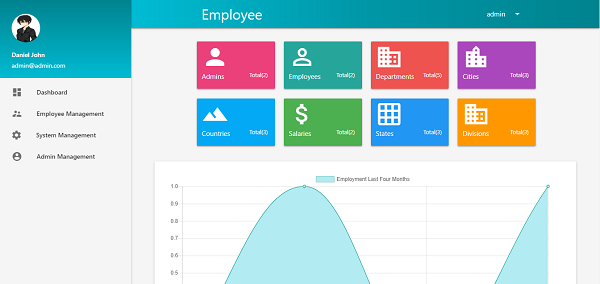 Employee
admin
Daniel John
admin@admin.com
Dashboard
Employee Management
System Management
Admin Management
Admins Total(2)
Employees Total(2)
Departments Total(5)
Cities Total(3)
Countries Total(3)
Salaries Total(2)
States Total(3)
Divisions Total(3)
Employment Last Four Months
1.0
0.9
0.8
0.7
0.6
0.5